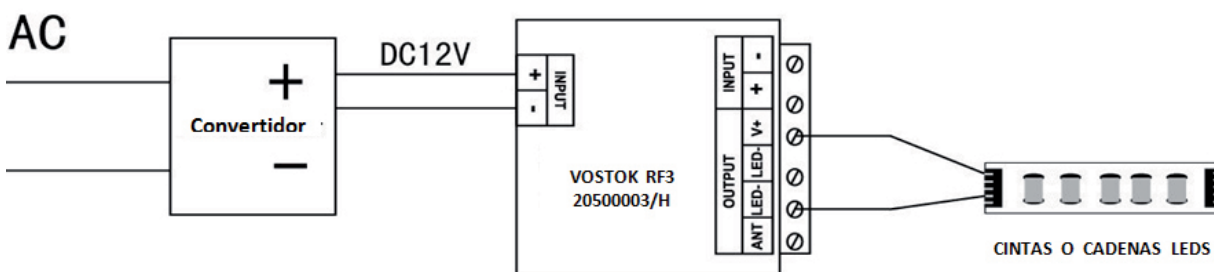 AC
Convertidor
+
−
DC12V
+
-
INPUT
VOSTOK RF3
20500003/H
INPUT
-
+
OUTPUT
V+
LED-
LED-
ANT
CINTAS O CADENAS LEDS